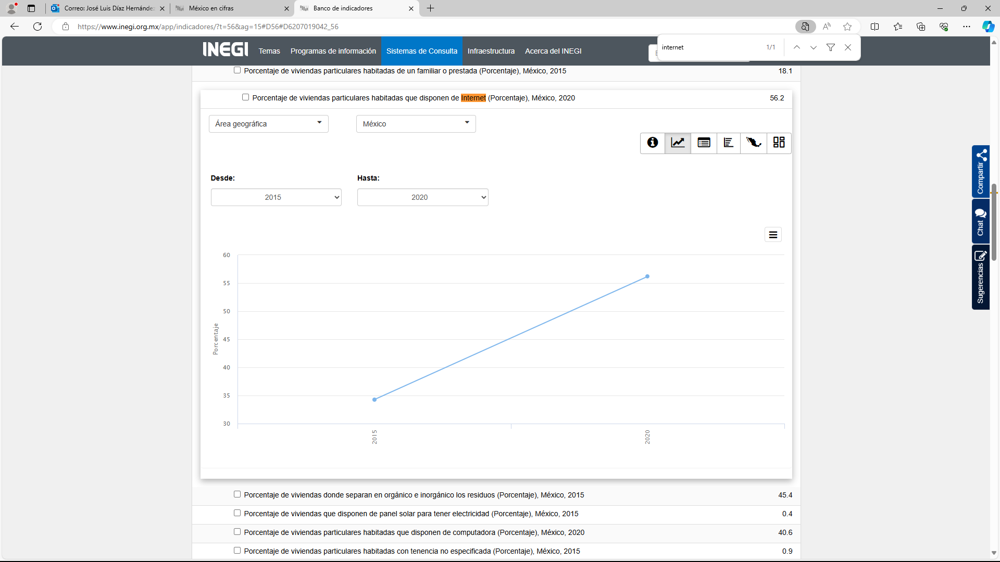 Correo: José Luis Díaz Hernández
México en cifras
Banco de indicadores
https://www.inegi.org.mx/app/indicadores/?t=56&ag=15#D56#D6207019042_56
INEGI
Temas
Programas de información
Sistemas de Consulta
Infraestructura
Acerca del INEGI
internet
1/1
Porcentaje de viviendas particulares habitadas de un familiar o prestada (Porcentaje), México, 2015
18.1
Porcentaje de viviendas particulares habitadas que disponen de Internet (Porcentaje), México, 2020
56.2
Área geográfica
México
Desde:
Hasta:
2015
2020
60
55
50
45
40
35
30
Porcentaje
2015
2020
Compartir
Chat
Sugerencias
Porcentaje de viviendas donde separan en orgánico e inorgánico los residuos (Porcentaje), México, 2015
45.4
Porcentaje de viviendas que disponen de panel solar para tener electricidad (Porcentaje), México, 2015
0.4
Porcentaje de viviendas particulares habitadas que disponen de computadora (Porcentaje), México, 2020
40.6
Porcentaje de viviendas particulares habitadas con tenencia no especificada (Porcentaje), México, 2015
0.9